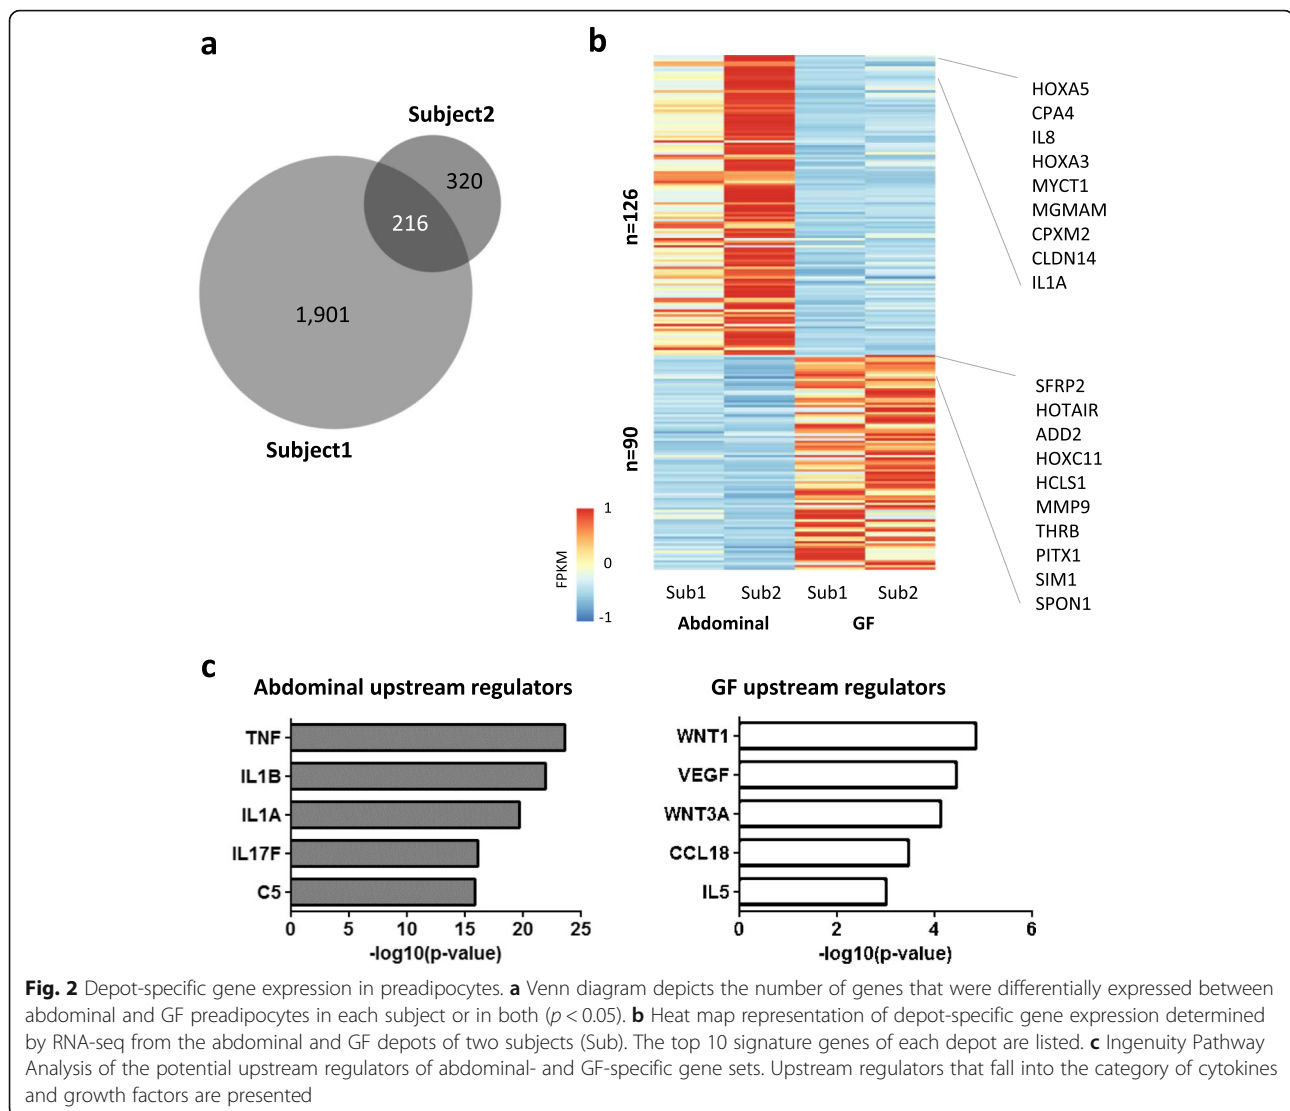 a
Subject2
320
216
1,901
Subject1
b
n=126
n=90
HOXA5
CPA4
IL8
HOXA3
MYCT1
MGMAM
CPXM2
CLDN14
IL1A
SFRP2
HOTAIR
ADD2
HOXC11
HCLS1
MMP9
THRB
PITX1
SIM1
SPON1
FPKM
1
0
-1
Sub1 Sub2 Sub1 Sub2
Abdominal GF
c
Abdominal upstream regulators
TNF
IL1B
IL1A
IL17F
C5
0 5 10 15 20 25
-log10(p-value)
GF upstream regulators
WNT1
VEGF
WNT3A
CCL18
IL5
0 2 4 6
-log10(p-value)
Fig. 2 Depot-specific gene expression in preadipocytes. a Venn diagram depicts the number of genes that were differentially expressed between
abdominal and GF preadipocytes in each subject or in both (p < 0.05). b Heat map representation of depot-specific gene expression determined
by RNA-seq from the abdominal and GF depots of two subjects (Sub). The top 10 signature genes of each depot are listed. c Ingenuity Pathway
Analysis of the potential upstream regulators of abdominal- and GF-specific gene sets. Upstream regulators that fall into the category of cytokines
and growth factors are presented